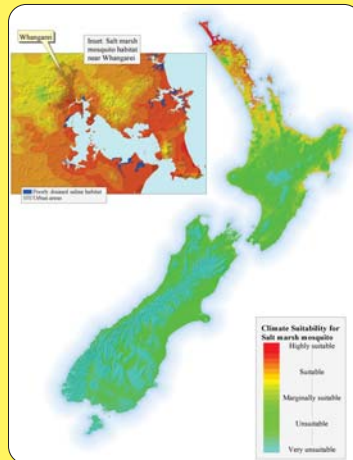 Whangarei
Inset: Salt marsh
mosquito habitat
near Whangarei
Poorly drained saline habitat
Urban areas
Climate Suitability for
Salt marsh mosquito
Highly suitable
Suitable
Marginally suitable
Unsuitable
Very unsuitable